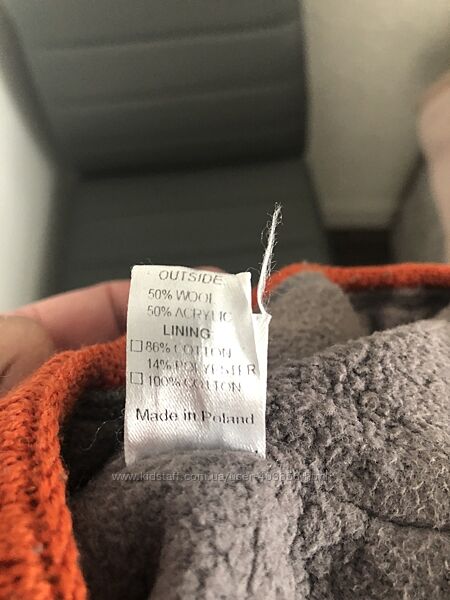 OUTSIDE
50% WOOL
50% ACRYLIC
LINING
☐ 86% COTTON
14% POLYESTER
☐ 100% COTTON
Made in Poland